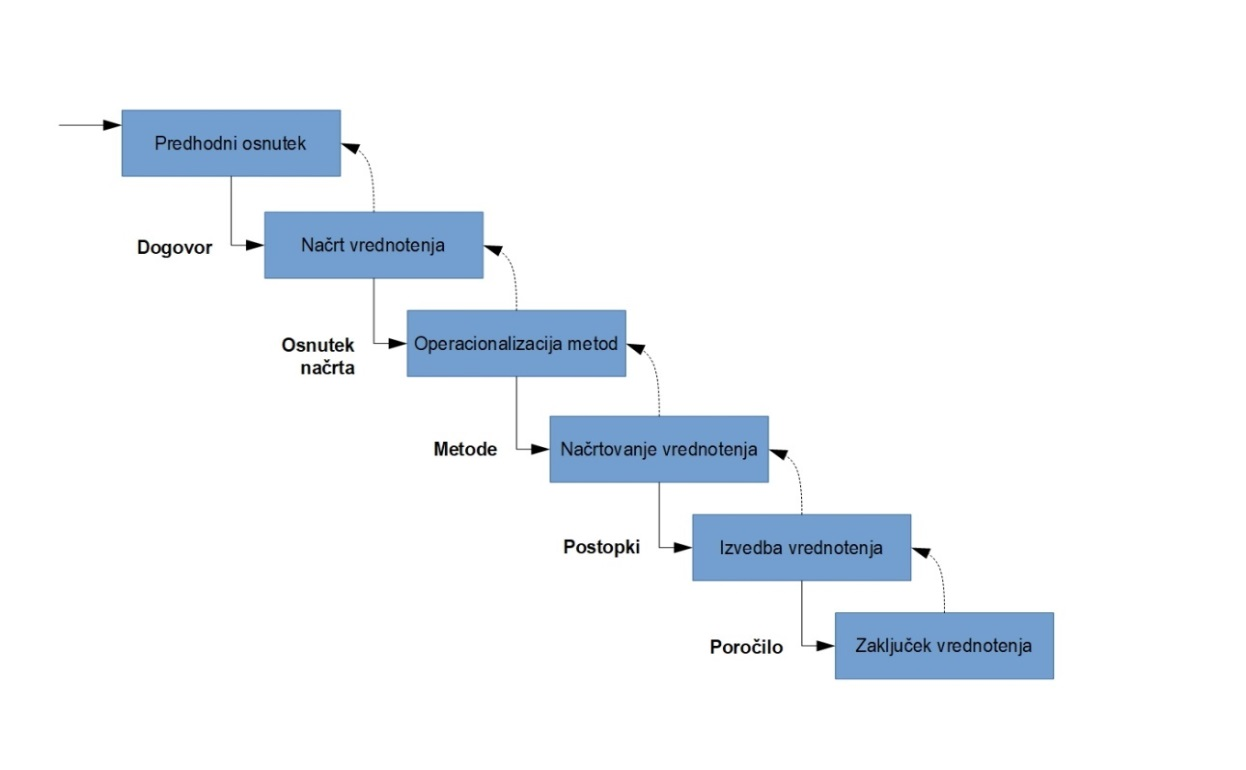 Predhodni osnutek
Dogovor
Načrt vrednotenja
Osnutek
načrta
Operacionalizacija metod
Metode
Načrtovanje vrednotenja
Postopki
Izvedba vrednotenja
Poročilo
Zaključek vrednotenja